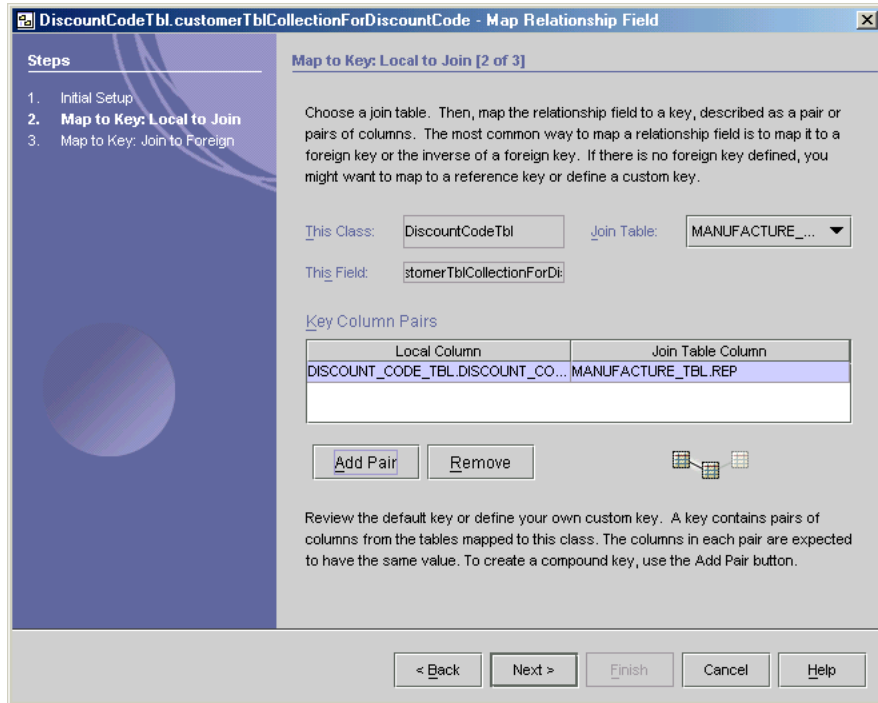 DiscountCodeTbl.customerTblCollectionForDiscountCode - Map Relationship Field
Steps
1. Initial Setup
2. Map to Key: Local to Join
3. Map to Key: Join to Foreign
Map to Key: Local to Join [2 of 3]
Choose a join table. Then, map the relationship field to a key, described as a pair or
pairs of columns. The most common way to map a relationship field is to map it to a
foreign key or the inverse of a foreign key. If there is no foreign key defined, you
might want to map to a reference key or define a custom key.
This Class: DiscountCodeTbl Join Table: MANUFACTURE_...
This Field: stomerTblCollectionForDi
Key Column Pairs
Local Column Join Table Column
DISCOUNT_CODE_TBL.DISCOUNT_CO... MANUFACTURE_TBL.REP
Add Pair Remove
Review the default key or define your own custom key. A key contains pairs of
columns from the tables mapped to this class. The columns in each pair are expected
to have the same value. To create a compound key, use the Add Pair button.
< Back Next > Finish Cancel Help